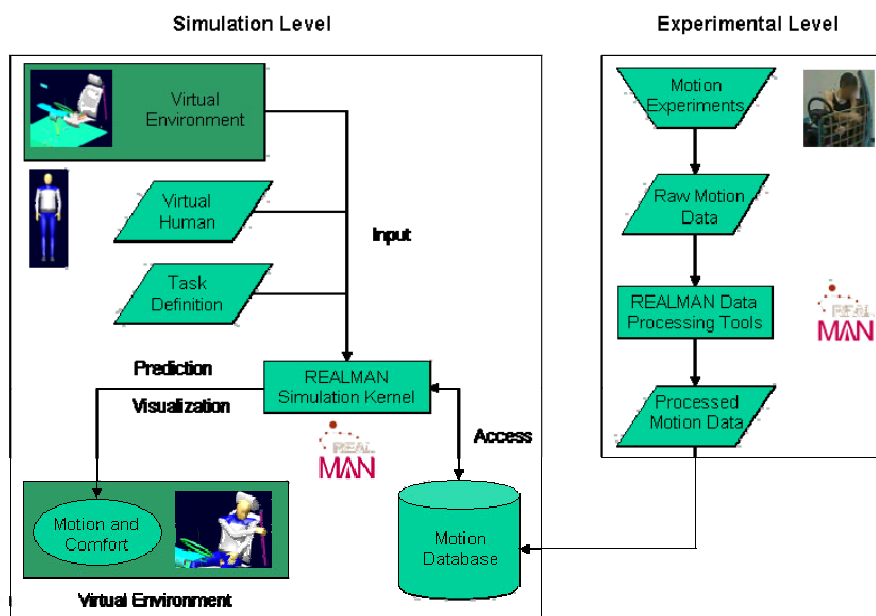 Simulation Level
Experimental Level
Virtual
Environment
Virtual
Human
Task
Definition
Input
Prediction
Visualization
REALMAN
Simulation Kernel
REAL
MAN
Access
Motion and
Comfort
Virtual Environment
Motion
Database
Motion
Experiments
Raw Motion
Data
REALMAN Data
Processing Tools
REAL
MAN
Processed
Motion Data